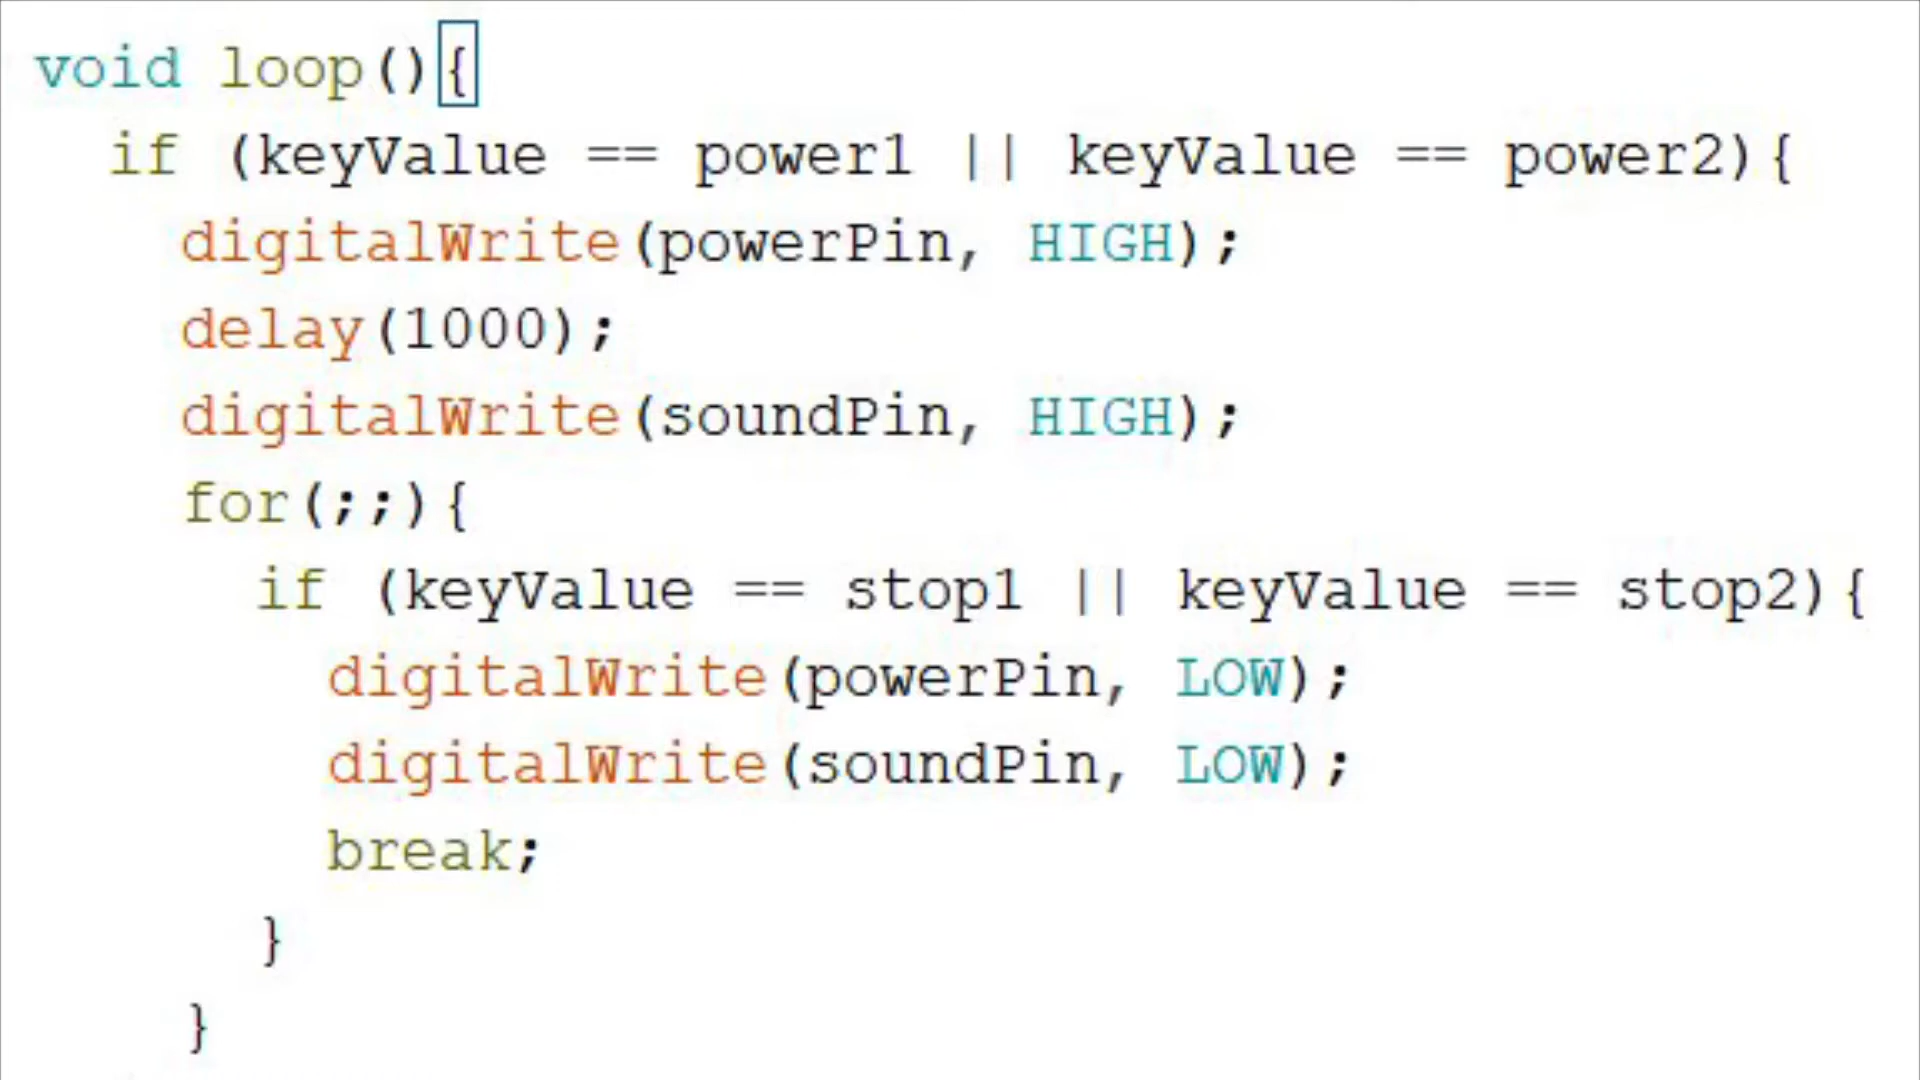 void loop(){
if (keyValue == power1 || keyValue == power2){
digitalWrite(powerPin, HIGH);
delay(1000);
digitalWrite(soundPin, HIGH);
for(;;){
if (keyValue == stop1 || keyValue == stop2){
digitalWrite(powerPin, LOW);
digitalWrite(soundPin, LOW);
break;
}
}